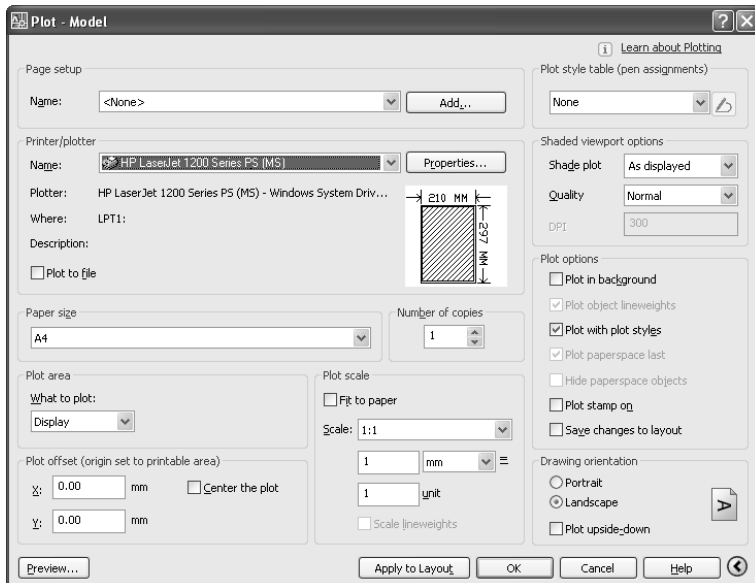 Plot - Model
Learn about Plotting
Page setup
Name: <None> Add...
Plot style table (pen assignments)
None
Printer/plotter
Name: HP LaserJet 1200 Series PS (MS) Properties...
Plotter: HP LaserJet 1200 Series PS (MS) - Windows System Driv...
Where: LPT1:
Description:
Plot to file
210 MM
297 MM
Shaded viewport options
Shade plot As displayed
Quality Normal
DPI 300
Paper size
A4
Number of copies
1
Plot options
Plot in background
Plot object lineweights
Plot with plot styles
Plot paperspace last
Hide paperspace objects
Plot stamp on
Save changes to layout
Plot area
What to plot:
Display
Plot scale
Fit to paper
Scale: 1:1
1 mm =
1 unit
Scale lineweights
Plot offset (origin set to printable area)
X: 0.00 mm Center the plot
Y: 0.00 mm
Drawing orientation
Portrait
Landscape
Plot upside-down
A
Preview... Apply to Layout OK Cancel Help